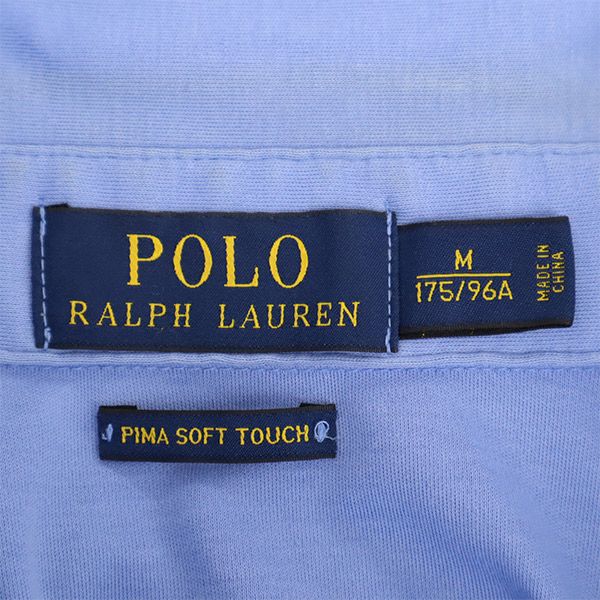 POLO
RALPH LAUREN
M
175/96A
MADE IN
CHINA
PIMA SOFT TOUCH